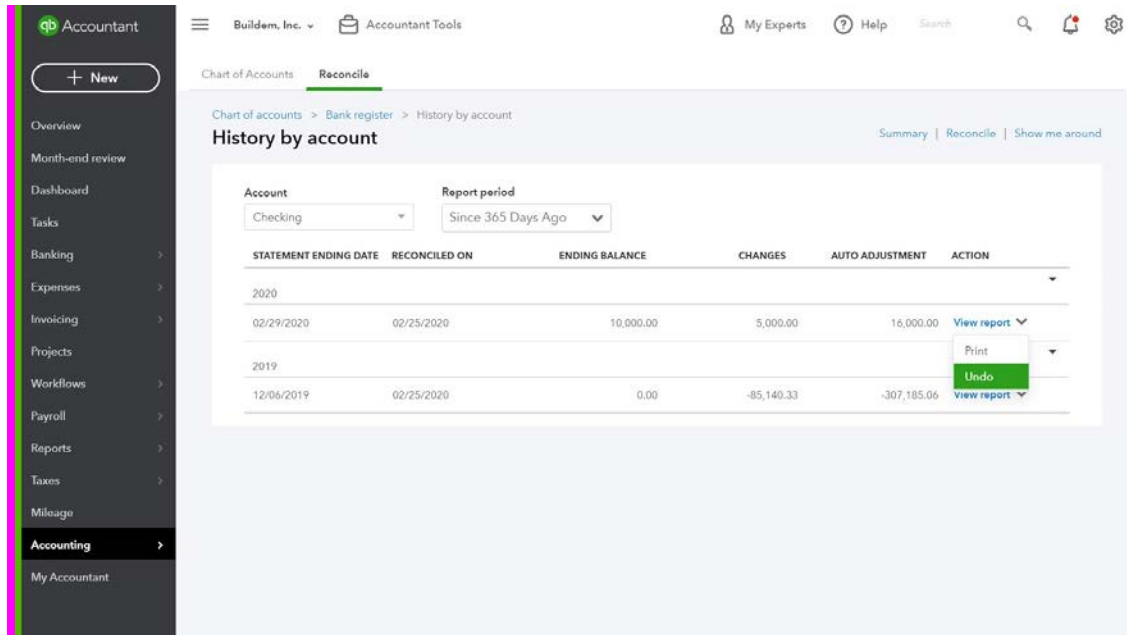 qb Accountant
Buildem, Inc.
Accountant Tools
My Experts
Help
Search
+ New
Overview
Month-end review
Dashboard
Tasks
Banking
Expenses
Invoicing
Projects
Workflows
Payroll
Reports
Taxes
Mileage
Accounting
My Accountant
Chart of Accounts Reconcile
Chart of accounts > Bank register > History by account
History by account
Summary | Reconcile | Show me around
Account Report period
Checking Since 365 Days Ago
STATEMENT ENDING DATE RECONCILED ON ENDING BALANCE CHANGES AUTO ADJUSTMENT ACTION
2020
02/29/2020 02/25/2020 10,000.00 5,000.00 16,000.00 View report
Print
Undo
2019
12/06/2019 02/25/2020 0.00 -85,140.33 -307,185.06 View report